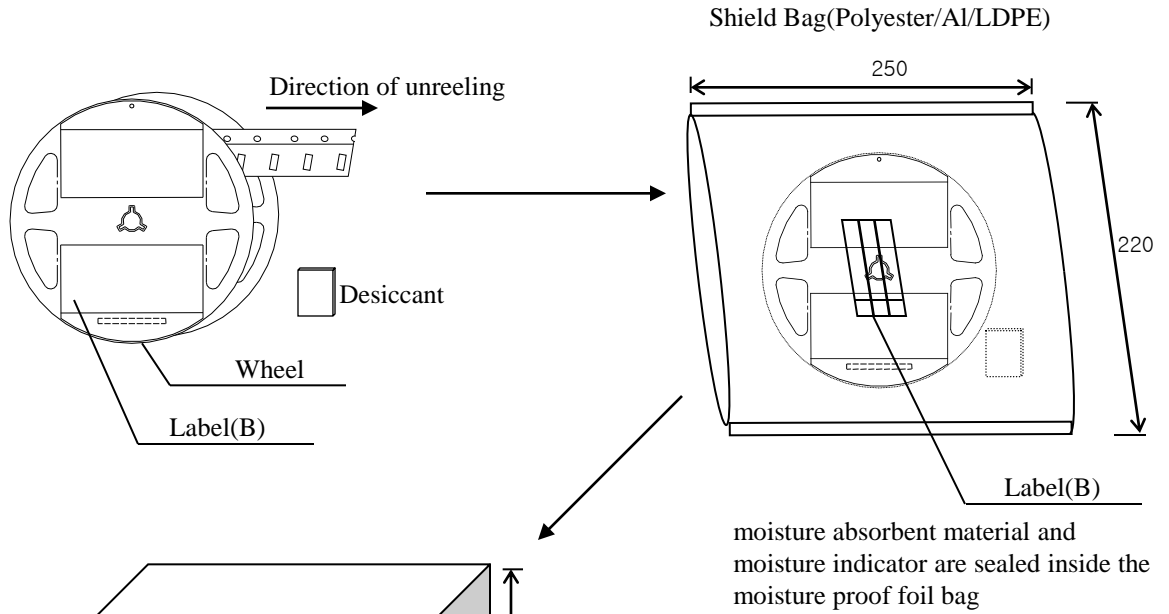 Shield Bag(Polyester/Al/LDPE)
250
Direction of unreeling
220
Desiccant
Wheel
Label(B)
Label(B)
moisture absorbent material and
moisture indicator are sealed inside the
moisture proof foil bag